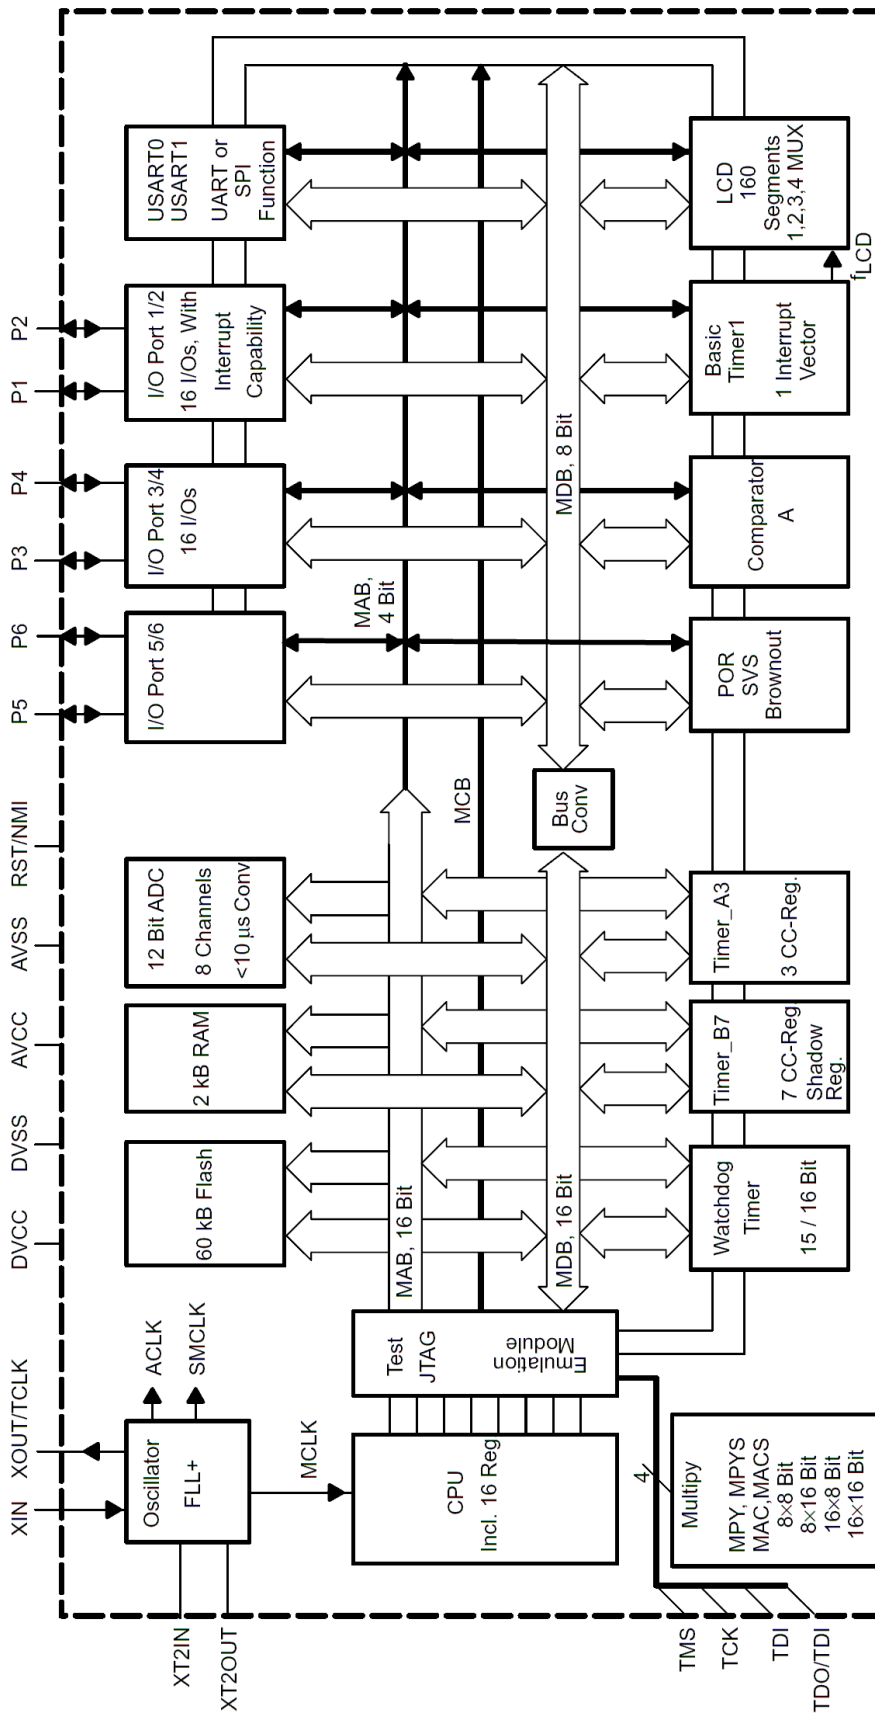 XIN
XOUT/TCLK
DVCC
DVSS
AVCC
AVSS
RST/NMI
P5
P6
P3
P4
P1
P2
XT2IN
XT2OUT
Oscillator
FLL+
ACLK
SMCLK
60 kB Flash
2 kB RAM
12 Bit ADC
8 Channels
<10 μs Conv
I/O Port 5/6
I/O Port 3/4
16 I/Os
I/O Port 1/2
16 I/Os, With
Interrupt
Capability
USART0
USART1
UART or
SPI
Function
MCLK
CPU
Incl. 16 Reg
Test
JTAG
Emulation
Module
MAB, 16 Bit
MAB,
4 Bit
MCB
MDB, 16 Bit
Bus
Conv
MDB, 8 Bit
4
Multipy
MPY, MPYS
MAC,MACS
8×8 Bit
8×16 Bit
16×8 Bit
16×16 Bit
Watchdog
Timer
15 / 16 Bit
Timer_B7
7 CC-Reg
Shadow
Reg.
Timer_A3
3 CC-Reg.
POR
SVS
Brownout
Comparator
A
Basic
Timer1
1 Interrupt
Vector
LCD
160
Segments
1,2,3,4 MUX
fLCD
TMS
TCK
TDI
TDO/TDI